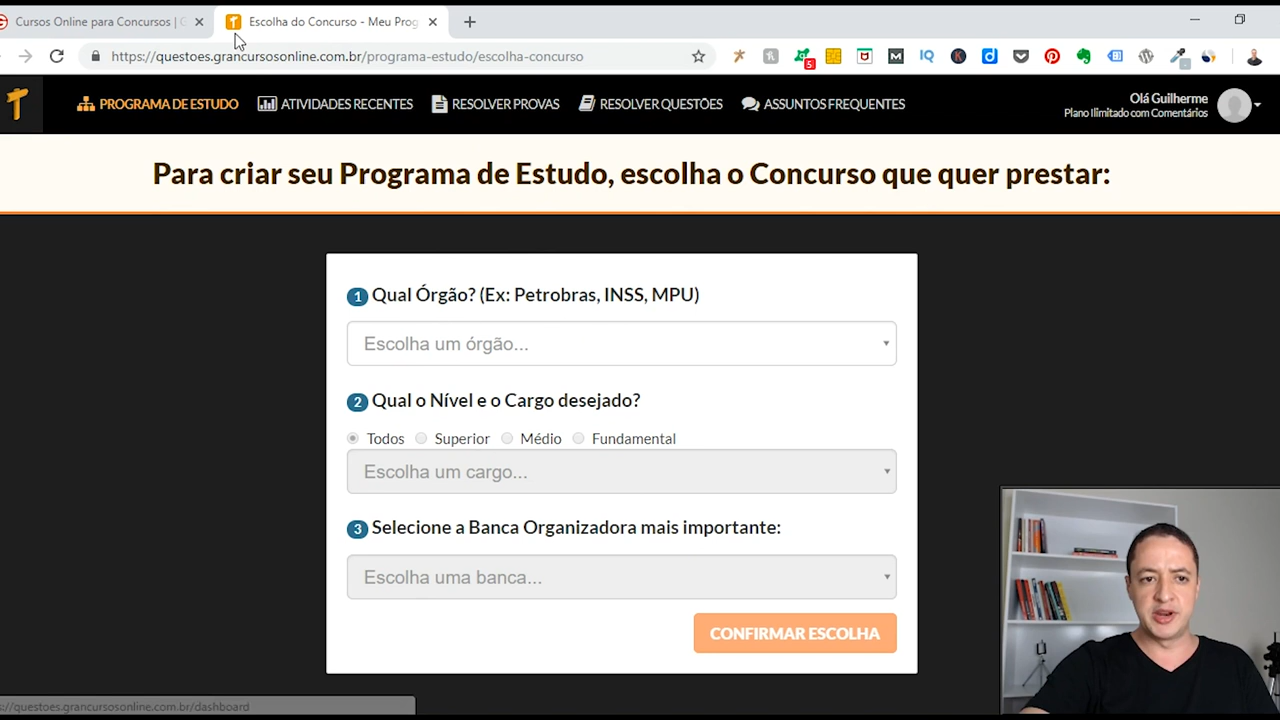 Cursos Online para Concursos | G
Escolha do Concurso - Meu Prog
https://questoes.grancursosonline.com.br/programa-estudo/escolha-concurso
5
IQ
PROGRAMA DE ESTUDO
ATIVIDADES RECENTES
RESOLVER PROVAS
RESOLVER QUESTÕES
ASSUNTOS FREQUENTES
Olá Guilherme
Plano Ilimitado com Comentários
Para criar seu Programa de Estudo, escolha o Concurso que quer prestar:
1 Qual Órgão? (Ex: Petrobras, INSS, MPU)
Escolha um órgão...
2 Qual o Nível e o Cargo desejado?
Todos Superior Médio Fundamental
Escolha um cargo...
3 Selecione a Banca Organizadora mais importante:
Escolha uma banca...
CONFIRMAR ESCOLHA
s://questoes.grancursosonline.com.br/dashboard